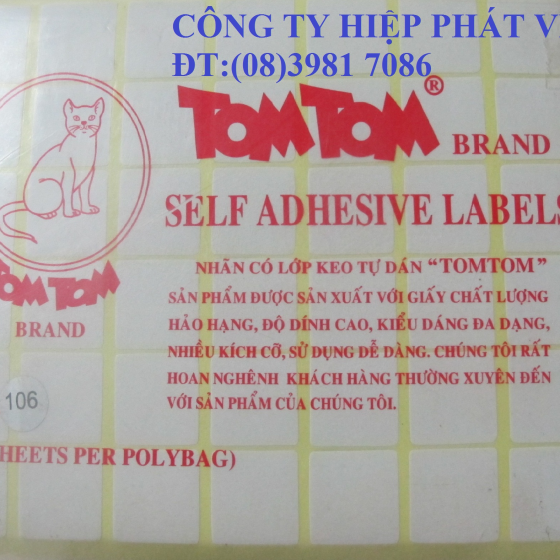 CÔNG TY HIỆP PHÁT V
ĐT:(08)3981 7086
TOM TOM® BRAND
SELF ADHESIVE LABELS
NHÃN CÓ LỚP KEO TỰ DÁN “TOMTOM”
SẢN PHẨM ĐƯỢC SẢN XUẤT VỚI GIẤY CHẤT LƯỢNG
HẢO HẠNG, ĐỘ DÍNH CAO, KIỂU DÁNG ĐA DẠNG,
NHIỀU KÍCH CỠ, SỬ DỤNG DỄ DÀNG. CHÚNG TÔI RẤT
HOAN NGHÊNH KHÁCH HÀNG THƯỜNG XUYÊN ĐẾN
VỚI SẢN PHẨM CỦA CHÚNG TÔI.
TOM TOM
BRAND
106
HEETS PER POLYBAG)